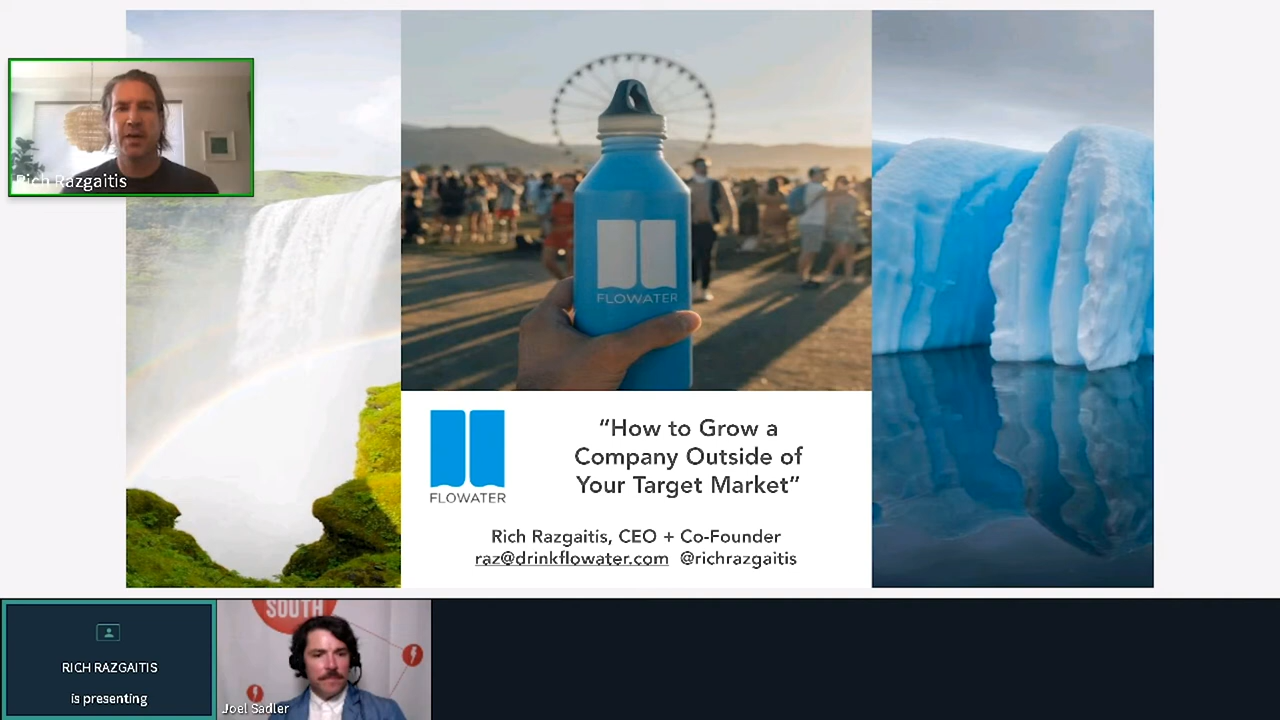 Rich Razgaitis
FLOWATER
FLOWATER
“How to Grow a
Company Outside of
Your Target Market”
Rich Razgaitis, CEO + Co-Founder
raz@drinkflowater.com @richrazgaitis
RICH RAZGAITIS
is presenting
SOUTH
Joel Sadler